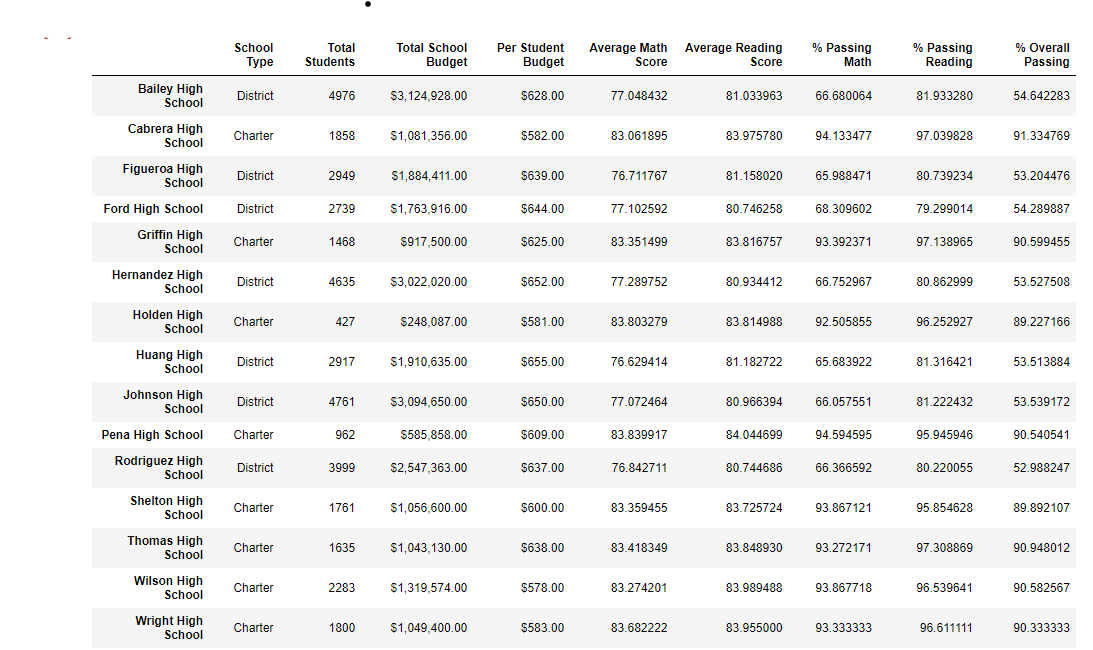 School Total Total School Per Student Average Math Average Reading % Passing % Passing % Overall
Type Students Budget Budget Score Score Math Reading Passing
Bailey High
School District 4976 $3,124,928.00 $628.00 77.048432 81.033963 66.680064 81.933280 54.642283
Cabrera High
School Charter 1858 $1,081,356.00 $582.00 83.061895 83.975780 94.133477 97.039828 91.334769
Figueroa High
School District 2949 $1,884,411.00 $639.00 76.711767 81.158020 65.988471 80.739234 53.204476
Ford High School District 2739 $1,763,916.00 $644.00 77.102592 80.746258 68.309602 79.299014 54.289887
Griffin High
School Charter 1468 $917,500.00 $625.00 83.351499 83.816757 93.392371 97.138965 90.599455
Hernandez High
School District 4635 $3,022,020.00 $652.00 77.289752 80.934412 66.752967 80.862999 53.527508
Holden High
School Charter 427 $248,087.00 $581.00 83.803279 83.814988 92.505855 96.252927 89.227166
Huang High
School District 2917 $1,910,635.00 $655.00 76.629414 81.182722 65.683922 81.316421 53.513884
Johnson High
School District 4761 $3,094,650.00 $650.00 77.072464 80.966394 66.057551 81.222432 53.539172
Pena High School Charter 962 $585,858.00 $609.00 83.839917 84.044699 94.594595 95.945946 90.540541
Rodriguez High
School District 3999 $2,547,363.00 $637.00 76.842711 80.744686 66.366592 80.220055 52.988247
Shelton High
School Charter 1761 $1,056,600.00 $600.00 83.359455 83.725724 93.867121 95.854628 89.892107
Thomas High
School Charter 1635 $1,043,130.00 $638.00 83.418349 83.848930 93.272171 97.308869 90.948012
Wilson High
School Charter 2283 $1,319,574.00 $578.00 83.274201 83.989488 93.867718 96.539641 90.582567
Wright High
School Charter 1800 $1,049,400.00 $583.00 83.682222 83.955000 93.333333 96.611111 90.333333